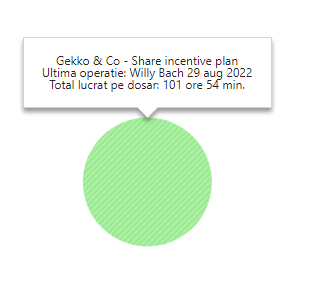 Gekko & Co - Share incentive plan
Ultima operatie: Willy Bach 29 aug 2022
Total lucrat pe dosar: 101 ore 54 min.